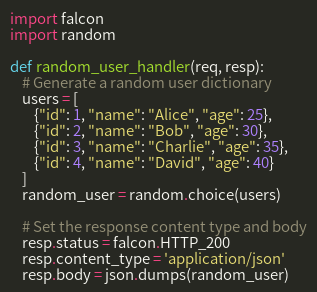 import falcon
import random

def random_user_handler(req, resp):
    # Generate a random user dictionary
    users = [
        {"id": 1, "name": "Alice", "age": 25},
        {"id": 2, "name": "Bob", "age": 30},
        {"id": 3, "name": "Charlie", "age": 35},
        {"id": 4, "name": "David", "age": 40}
    ]
    random_user = random.choice(users)

    # Set the response content type and body
    resp.status = falcon.HTTP_200
    resp.content_type = 'application/json'
    resp.body = json.dumps(random_user)